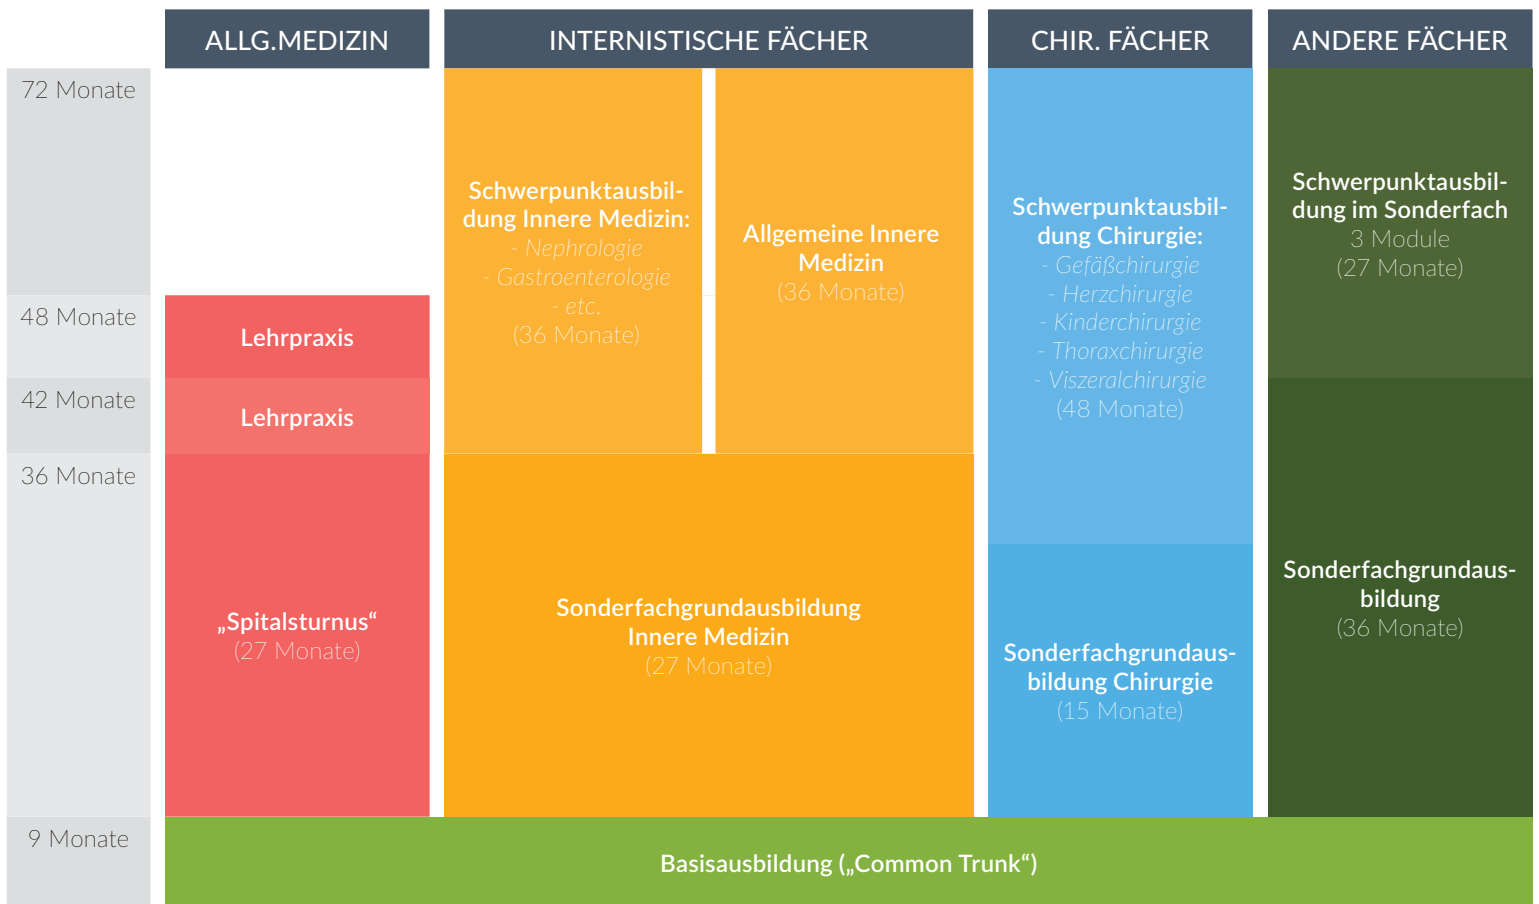 ALLG.MEDIZIN
INTERNISTISCHE FÄCHER
CHIR. FÄCHER
ANDERE FÄCHER
72 Monate
48 Monate
42 Monate
36 Monate
9 Monate
Lehrpraxis
Lehrpraxis
„Spitalsturnus“
(27 Monate)
Schwerpunktausbil-
dung Innere Medizin:
- Nephrologie
- Gastroenterologie
- etc.
(36 Monate)
Allgemeine Innere
Medizin
(36 Monate)
Sonderfachgrundausbildung
Innere Medizin
(27 Monate)
Schwerpunktausbil-
dung Chirurgie:
- Gefäßchirurgie
- Herzchirurgie
- Kinderchirurgie
- Thoraxchirurgie
- Viszeralchirurgie
(48 Monate)
Sonderfachgrundaus-
bildung Chirurgie
(15 Monate)
Schwerpunktausbil-
dung im Sonderfach
3 Module
(27 Monate)
Sonderfachgrundaus-
bildung
(36 Monate)
Basisausbildung („Common Trunk“)